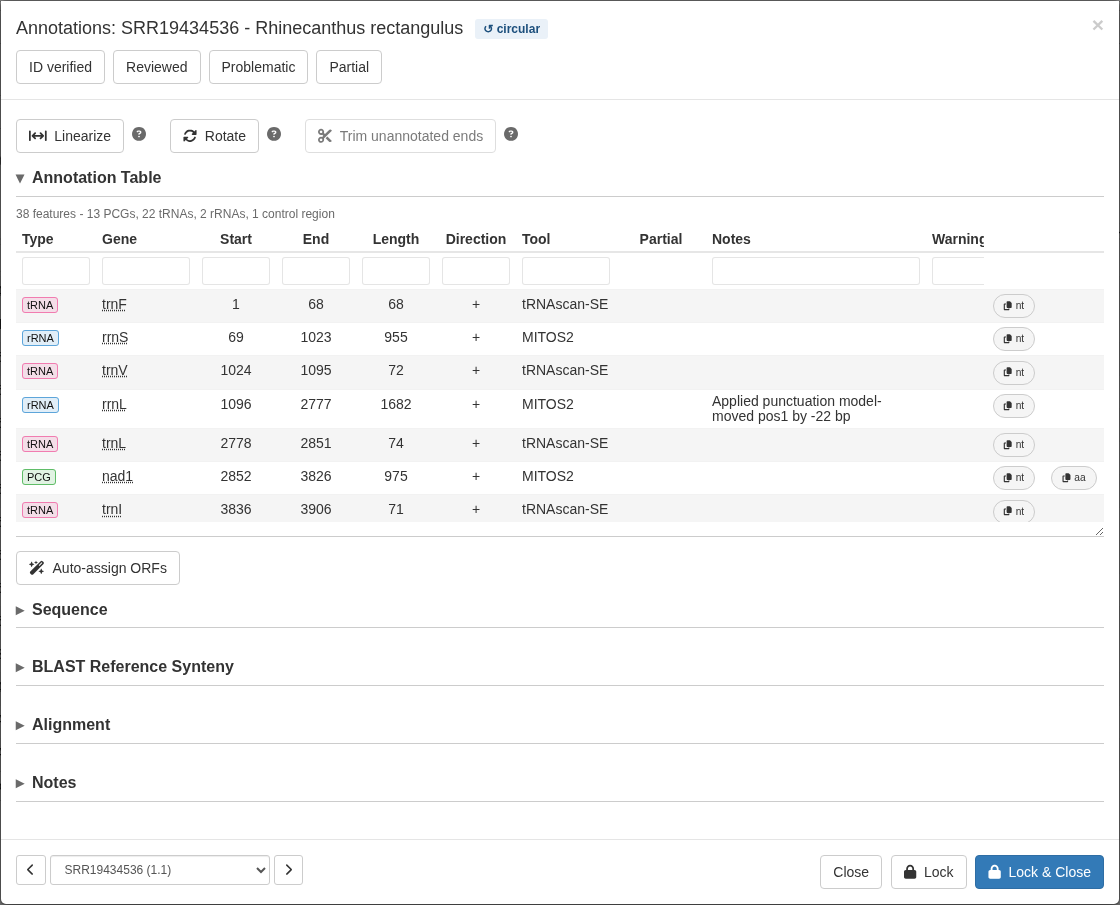 Annotations: SRR19434536 - Rhinecanthus rectangulus ↺ circular ×
ID verified Reviewed Problematic Partial
Linearize ? Rotate ? Trim unannotated ends ?
▾ Annotation Table
38 features - 13 PCGs, 22 tRNAs, 2 rRNAs, 1 control region
Type Gene Start End Length Direction Tool Partial Notes Warning
tRNA trnF 1 68 68 + tRNAscan-SE nt
rRNA rrnS 69 1023 955 + MITOS2 nt
tRNA trnV 1024 1095 72 + tRNAscan-SE nt
rRNA rrnL 1096 2777 1682 + MITOS2 Applied punctuation model- nt
moved pos1 by -22 bp
tRNA trnL 2778 2851 74 + tRNAscan-SE nt
PCG nad1 2852 3826 975 + MITOS2 nt aa
tRNA trnI 3836 3906 71 + tRNAscan-SE nt
Auto-assign ORFs
▸ Sequence
▸ BLAST Reference Synteny
▸ Alignment
▸ Notes
SRR19434536 (1.1) Close Lock Lock & Close